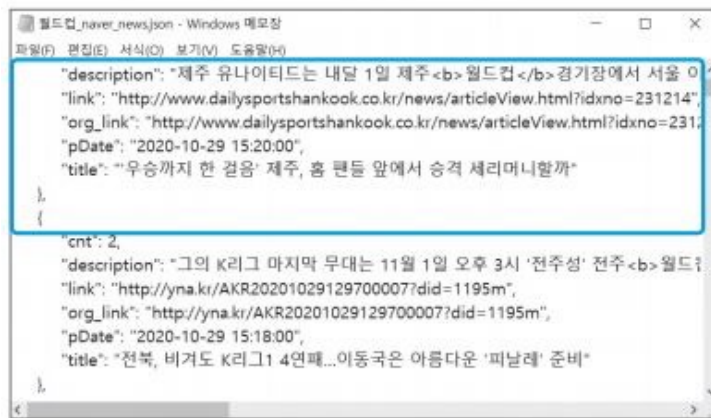 월드컵_naver_news.json - Windows 메모장
파일(F) 편집(E) 서식(O) 보기(V) 도움말(H)
"description": "제주 유나이티드는 내달 1일 제주<b>월드컵</b>경기장에서 서울 이
"link": "http://www.dailysportshankook.co.kr/news/articleView.html?idxno=231214",
"org_link": "http://www.dailysportshankook.co.kr/news/articleView.html?idxno=231
"pDate": "2020-10-29 15:20:00",
"title": "'우승까지 한 걸음' 제주, 홈 팬들 앞에서 승격 세리머니할까"
},
{
"cnt": 2,
"description": "그의 K리그 마지막 무대는 11월 1일 오후 3시 '전주성' 전주<b>월드컵
"link": "http://yna.kr/AKR20201029129700007?did=1195m",
"org_link": "http://yna.kr/AKR20201029129700007?did=1195m",
"pDate": "2020-10-29 15:18:00",
"title": "전북, 비겨도 K리그1 4연패...이동국은 아름다운 '피날레' 준비"
},